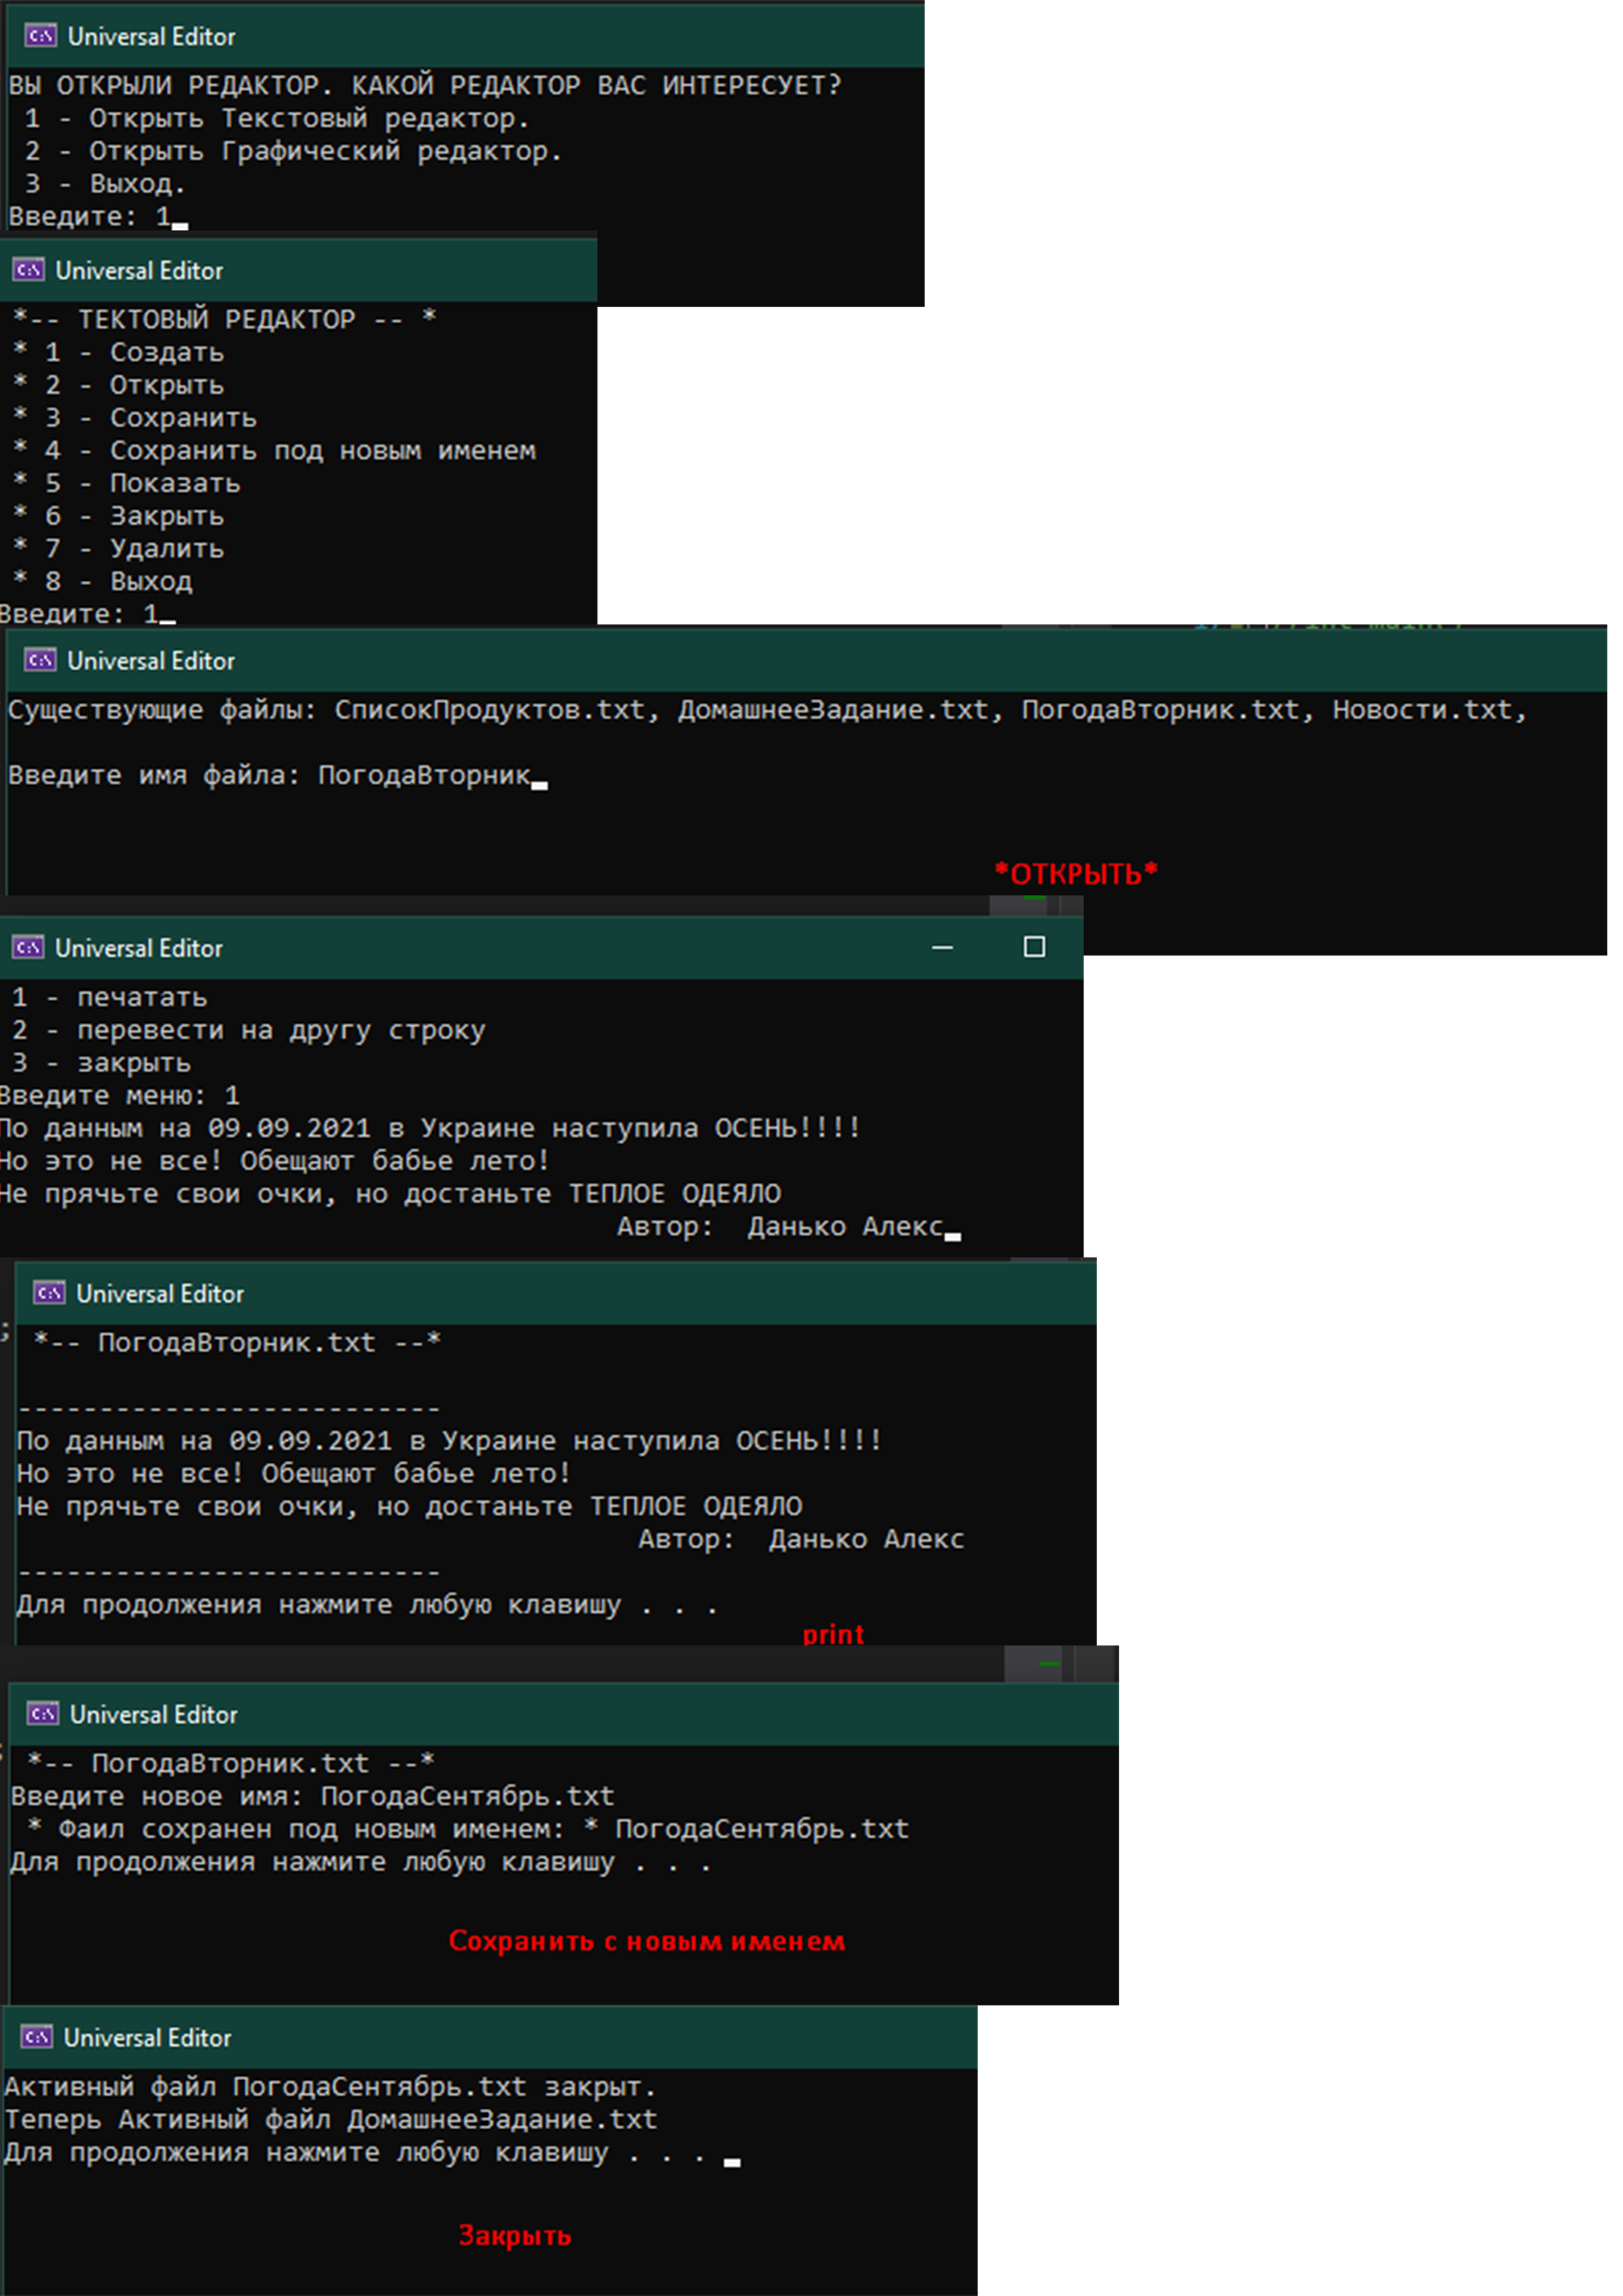 Universal Editor
ВЫ ОТКРЫЛИ РЕДАКТОР. КАКОЙ РЕДАКТОР ВАС ИНТЕРЕСУЕТ?
1 - Открыть Текстовый редактор.
2 - Открыть Графический редактор.
3 - Выход.
Введите: 1
Universal Editor
*-- ТЕКТОВЫЙ РЕДАКТОР -- *
* 1 - Создать
* 2 - Открыть
* 3 - Сохранить
* 4 - Сохранить под новым именем
* 5 - Показать
* 6 - Закрыть
* 7 - Удалить
* 8 - Выход
Введите: 1
Universal Editor
Существующие файлы: СписокПродуктов.txt, ДомашнееЗадание.txt, ПогодаВторник.txt, Новости.txt,
Введите имя файла: ПогодаВторник
*ОТКРЫТЬ*
Universal Editor
1 - печатать
2 - перевести на другу строку
3 - закрыть
Введите меню: 1
По данным на 09.09.2021 в Украине наступила ОСЕНЬ!!!!
Но это не все! Обещают бабье лето!
Не прячьте свои очки, но достаньте ТЕПЛОЕ ОДЕЯЛО
Автор:  Данько Алекс
Universal Editor
*-- ПогодаВторник.txt --*
--------------------------
По данным на 09.09.2021 в Украине наступила ОСЕНЬ!!!!
Но это не все! Обещают бабье лето!
Не прячьте свои очки, но достаньте ТЕПЛОЕ ОДЕЯЛО
Автор:  Данько Алекс
--------------------------
Для продолжения нажмите любую клавишу . . .
print
Universal Editor
*-- ПогодаВторник.txt --*
Введите новое имя: ПогодаСентябрь.txt
* Фаил сохранен под новым именем: * ПогодаСентябрь.txt
Для продолжения нажмите любую клавишу . . .
Сохранить с новым именем
Universal Editor
Активный файл ПогодаСентябрь.txt закрыт.
Теперь Активный файл ДомашнееЗадание.txt
Для продолжения нажмите любую клавишу . . .
Закрыть